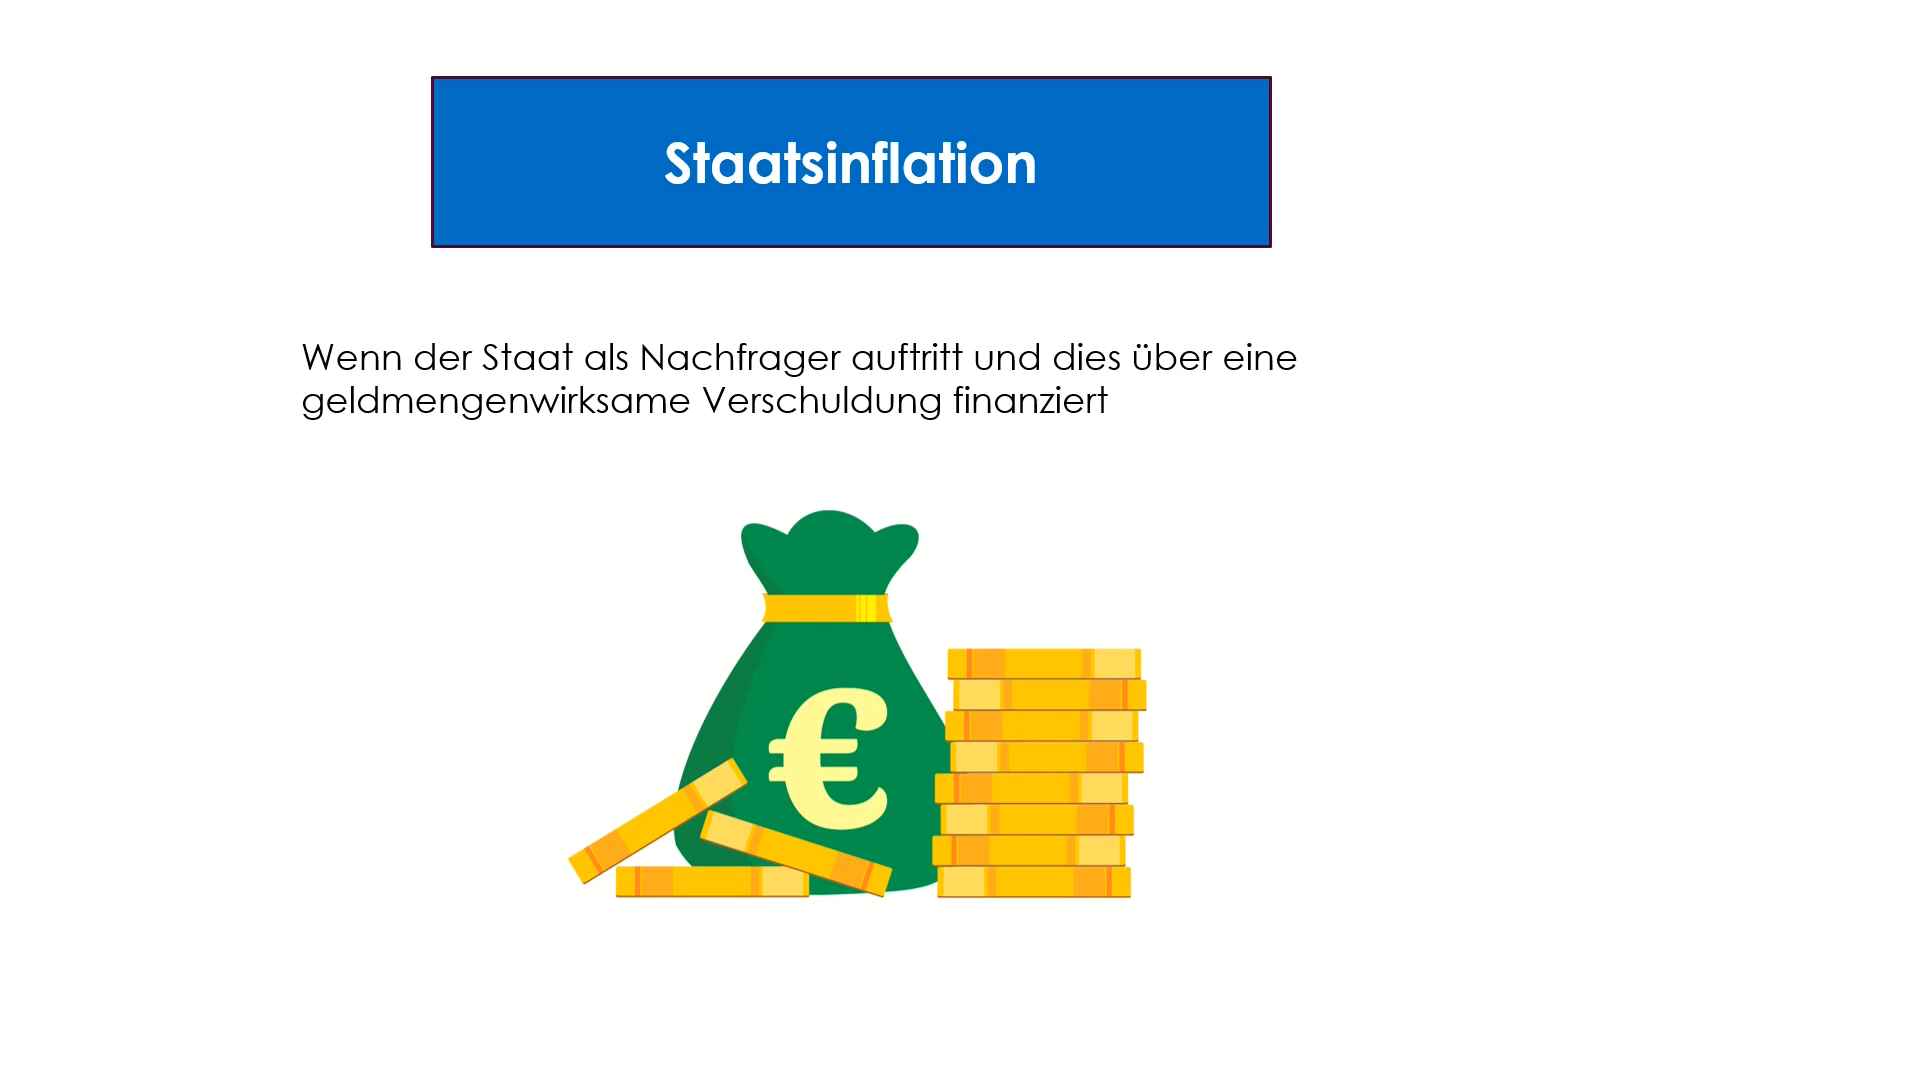 Staatsinflation
Wenn der Staat als Nachfrager auftritt und dies über eine
geldmengenwirksame Verschuldung finanziert
€